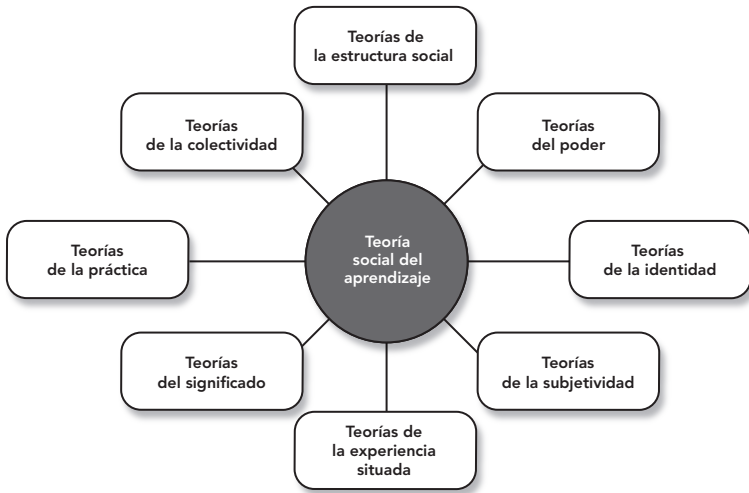 Teorías de
la estructura social
Teorías
de la colectividad
Teorías
del poder
Teoría
social del
aprendizaje
Teorías
de la práctica
Teorías
de la identidad
Teorías
del significado
Teorías
de la subjetividad
Teorías de
la experiencia
situada